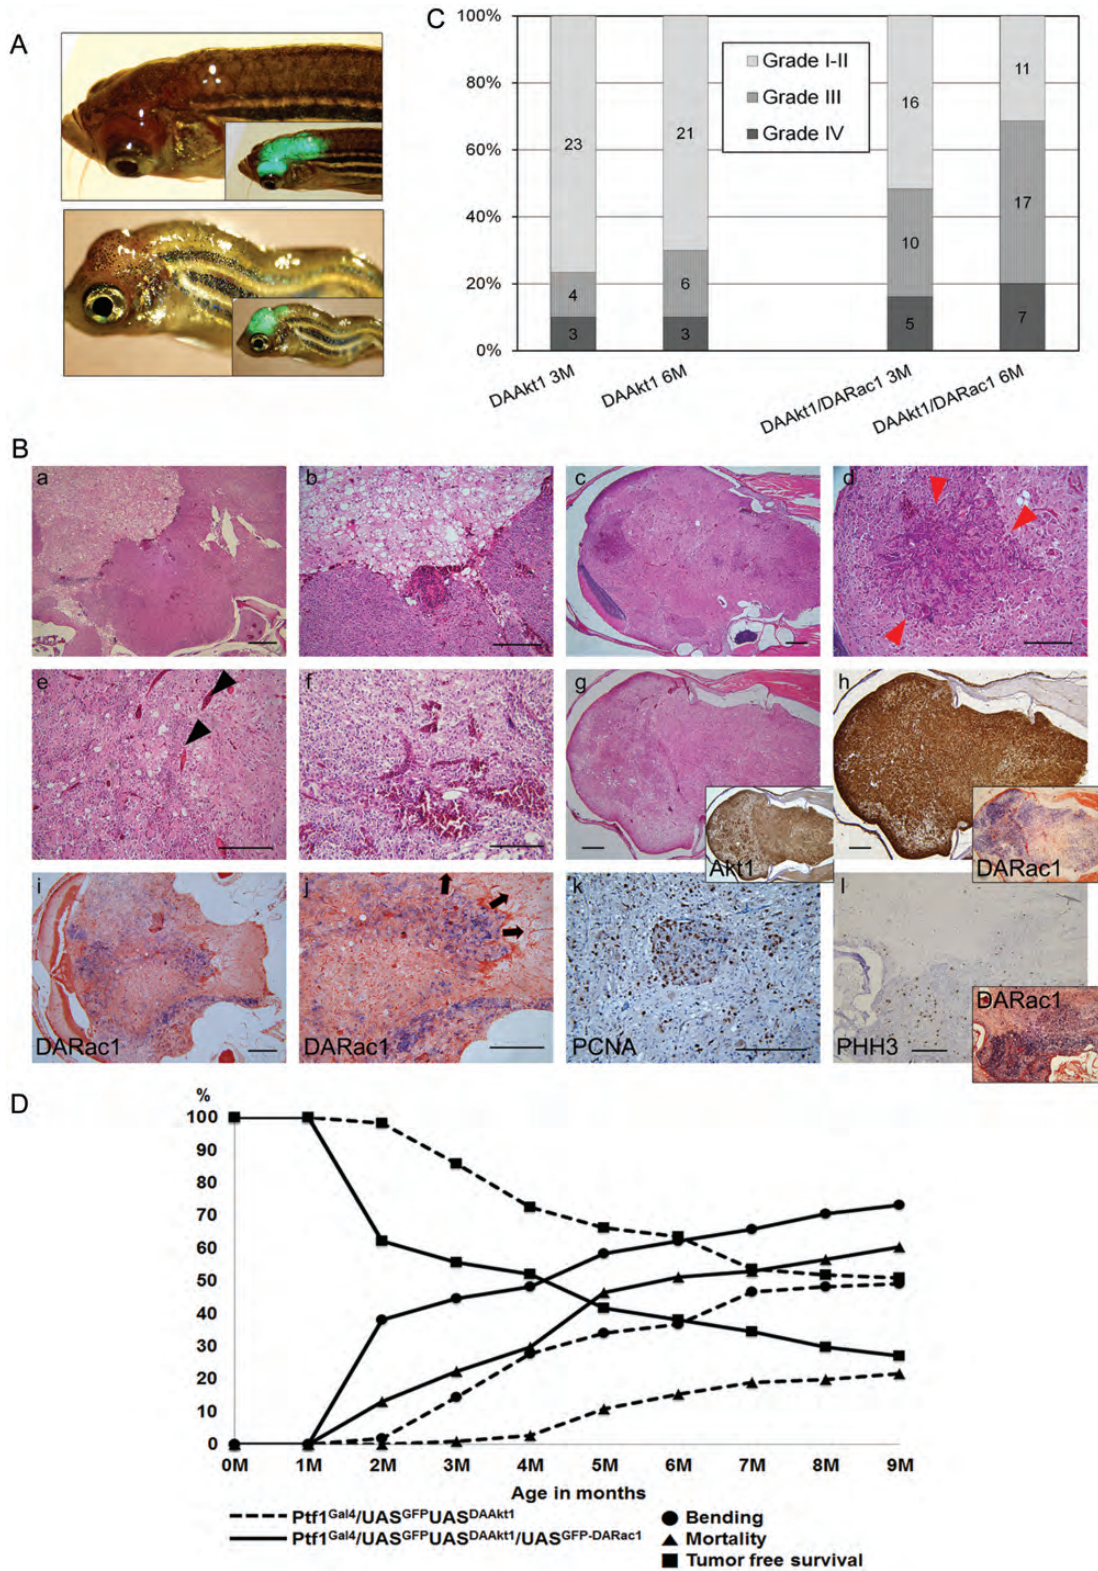 A
C
100%
80%
60%
40%
20%
0%
Grade I-II
Grade III
Grade IV
23
4
3
21
6
3
16
10
5
11
17
7
DAAkt1 3M
DAAkt1 6M
DAAkt1/DARac1 3M
DAAkt1/DARac1 6M
B
a
b
c
d
e
f
g
Akt1
h
DARac1
i
DARac1
j
DARac1
k
PCNA
l
PHH3
DARac1
D
%
100
90
80
70
60
50
40
30
20
10
0
0M 1M 2M 3M 4M 5M 6M 7M 8M 9M
Age in months
Ptf1Gal4/UASGFPUASDAAkt1
Ptf1Gal4/UASGFPUASDAAkt1/UASGFP-DARac1
Bending
Mortality
Tumor free survival